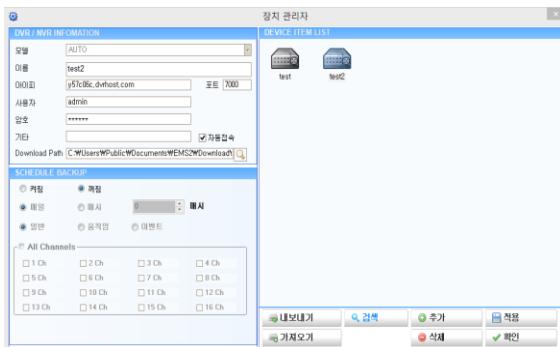 장치 관리자
DVR / NVR INFOMATION
모델 AUTO
이름 test2
아이피 y57c06c.dvrhost.com 포트 7000
사용자 admin
암호 ••••••
기타 자동접속
Download Path C:₩Users₩Public₩Documents₩EMS2₩Download₩
SCHEDULE BACKUP
켜짐 꺼짐
매일 매시 0 매시
일반 움직임 이벤트
All Channels
1 Ch 2 Ch 3 Ch 4 Ch
5 Ch 6 Ch 7 Ch 8 Ch
9 Ch 10 Ch 11 Ch 12 Ch
13 Ch 14 Ch 15 Ch 16 Ch
DEVICE ITEM LIST
test test2
내보내기 검색 추가 적용
가져오기 삭제 확인